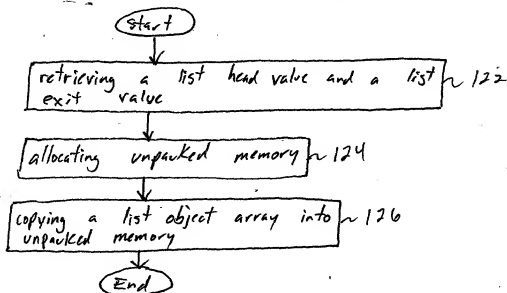 Start
retrieving a list head value and a list ~ 122
exit value
allocating unpacked memory ~ 124
copying a list object array into ~ 126
unpacked memory
End